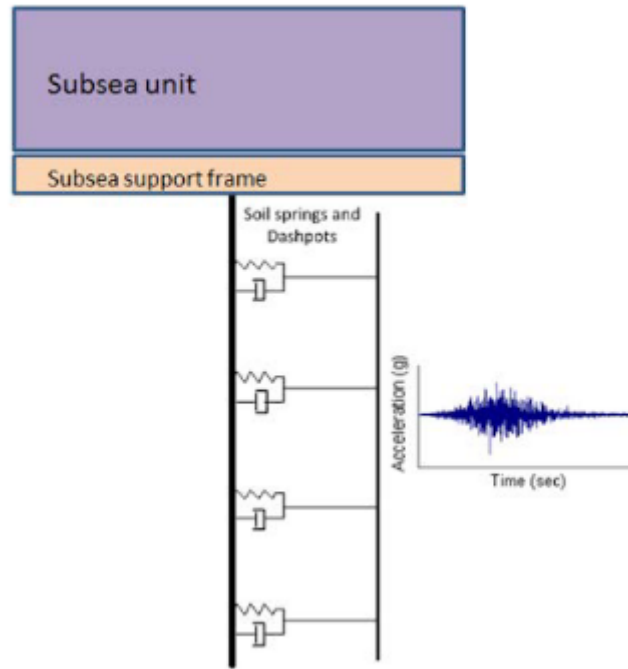 Subsea unit
Subsea support frame
Soil springs and
Dashpots
Acceleration (g)
Time (sec)